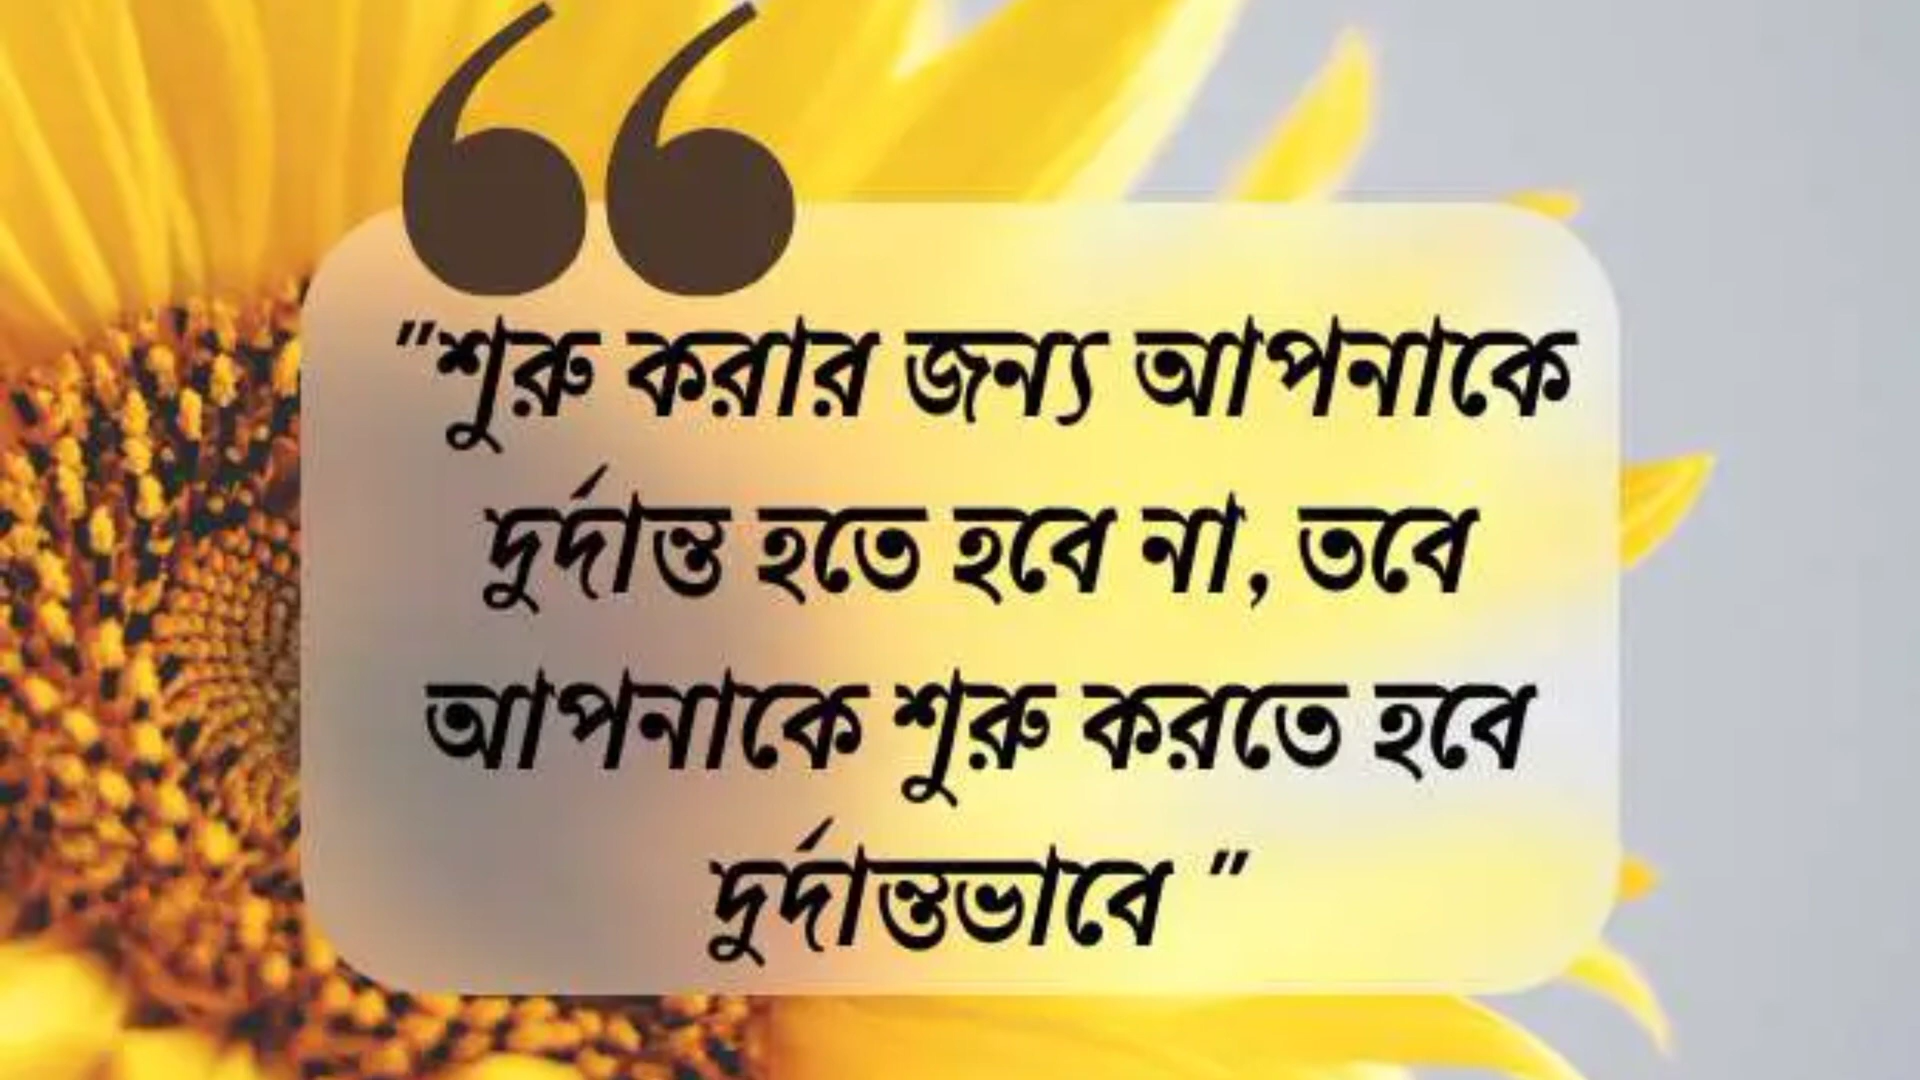 "শুরু করার জন্য আপনাকে
দুর্দান্ত হতে হবে না, তবে
আপনাকে শুরু করতে হবে
দুর্দান্তভাবে "